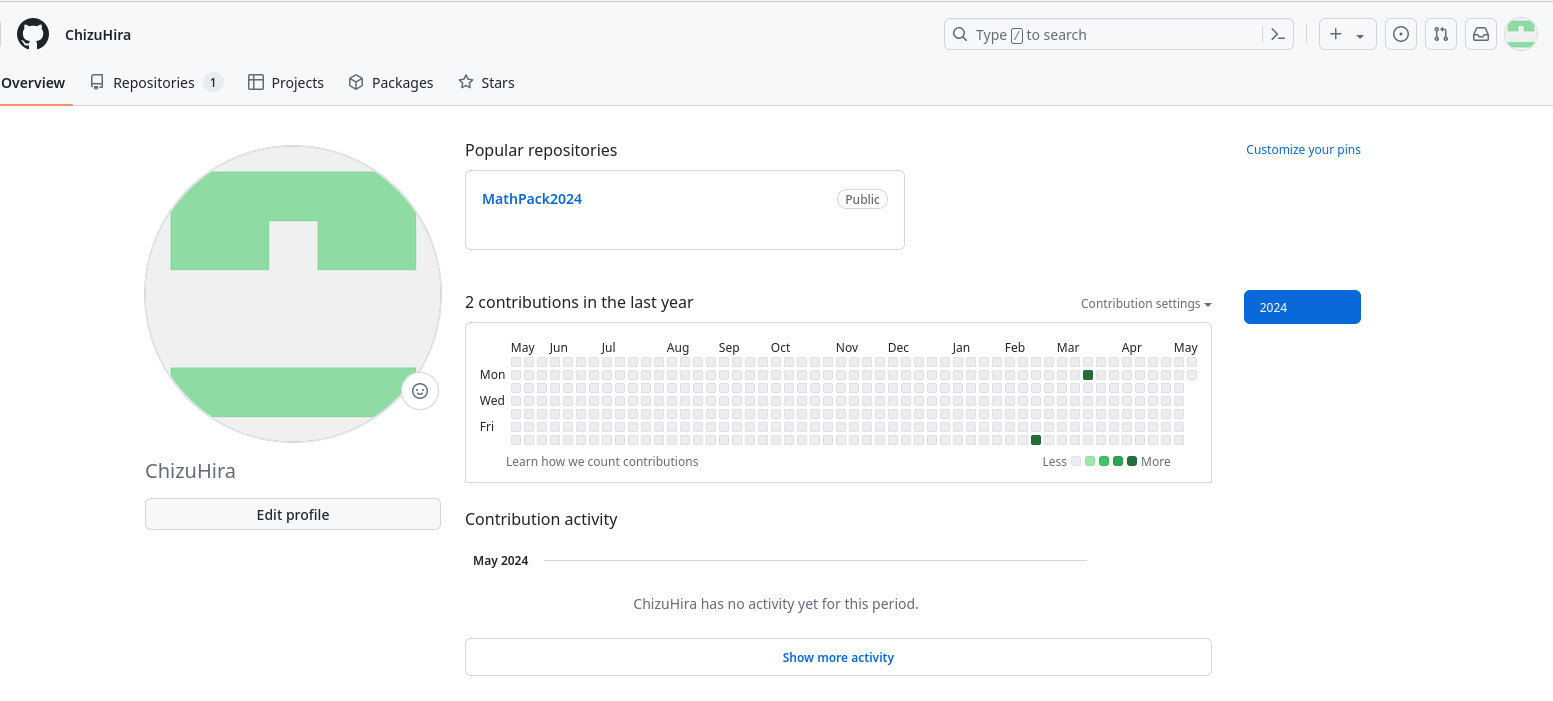 ChizuHira
Type / to search
Overview Repositories 1 Projects Packages Stars
Popular repositories
Customize your pins
MathPack2024 Public
2 contributions in the last year
Contribution settings
2024
May Jun Jul Aug Sep Oct Nov Dec Jan Feb Mar Apr May
Mon
Wed
Fri
Learn how we count contributions
Less More
ChizuHira
Edit profile
Contribution activity
May 2024
ChizuHira has no activity yet for this period.
Show more activity